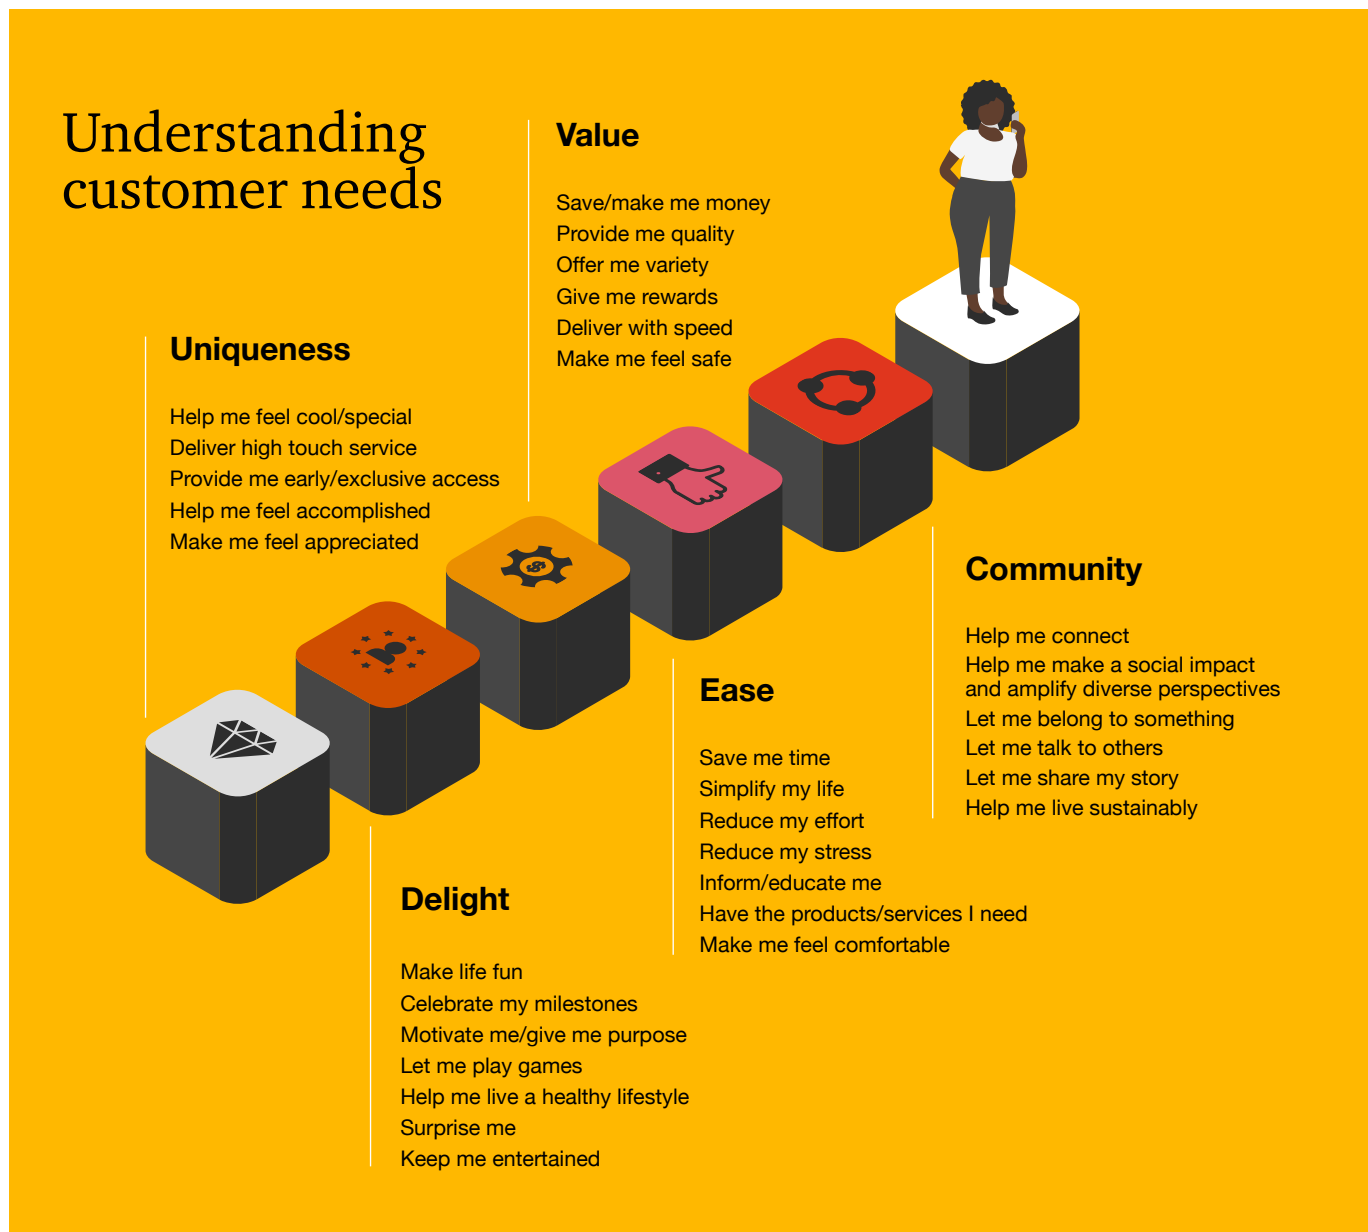 Understanding
customer needs
Uniqueness
Help me feel cool/special
Deliver high touch service
Provide me early/exclusive access
Help me feel accomplished
Make me feel appreciated
Delight
Make life fun
Celebrate my milestones
Motivate me/give me purpose
Let me play games
Help me live a healthy lifestyle
Surprise me
Keep me entertained
Value
Save/make me money
Provide me quality
Offer me variety
Give me rewards
Deliver with speed
Make me feel safe
Ease
Save me time
Simplify my life
Reduce my effort
Reduce my stress
Inform/educate me
Have the products/services I need
Make me feel comfortable
Community
Help me connect
Help me make a social impact
and amplify diverse perspectives
Let me belong to something
Let me talk to others
Let me share my story
Help me live sustainably
$